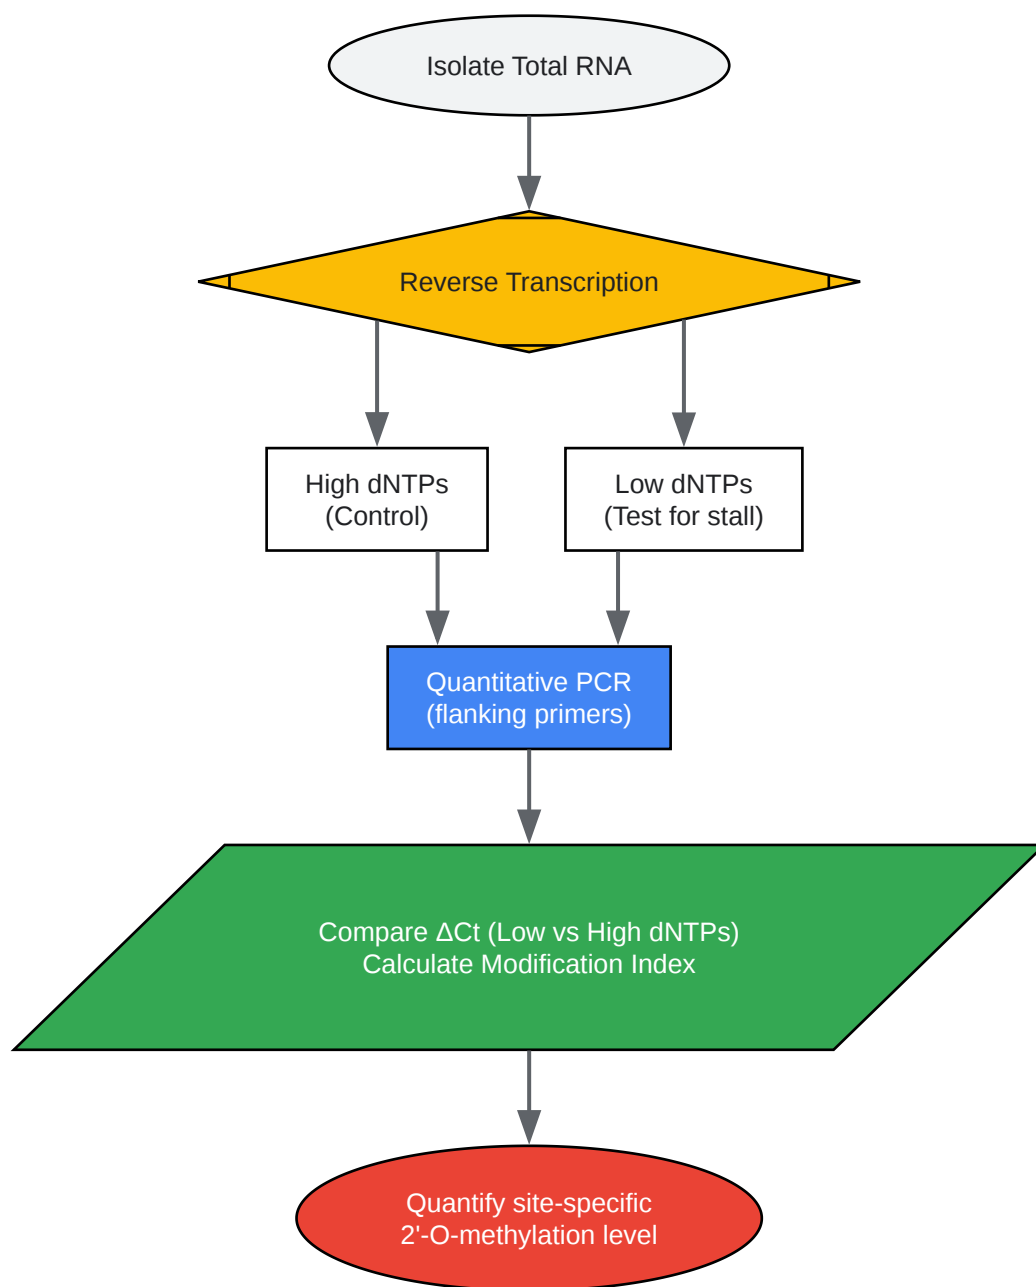 Isolate Total RNA
Reverse Transcription
High dNTPs
(Control)
Low dNTPs
(Test for stall)
Quantitative PCR
(flanking primers)
Compare ΔCt (Low vs High dNTPs)
Calculate Modification Index
Quantify site-specific
2'-O-methylation level